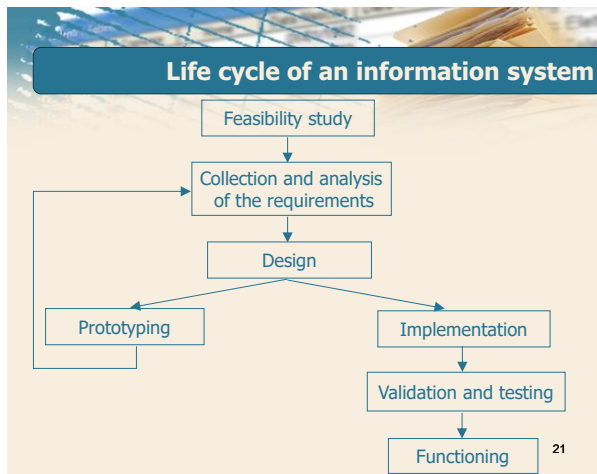 Life cycle of an information system
Feasibility study
Collection and analysis
of the requirements
Design
Prototyping
Implementation
Validation and testing
Functioning
21